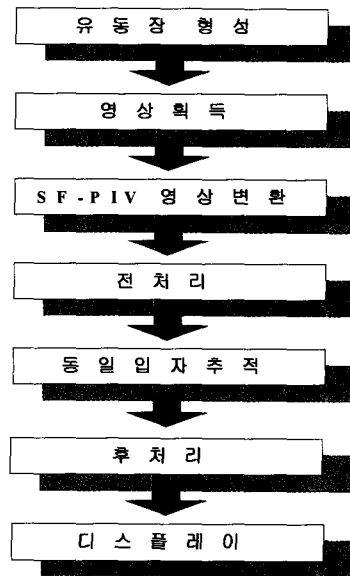 유 동 장 형 성
영 상 획 득
S F - P I V 영 상 변 환
전 처 리
동 일 입 자 추 적
후 처 리
디 스 플 레 이